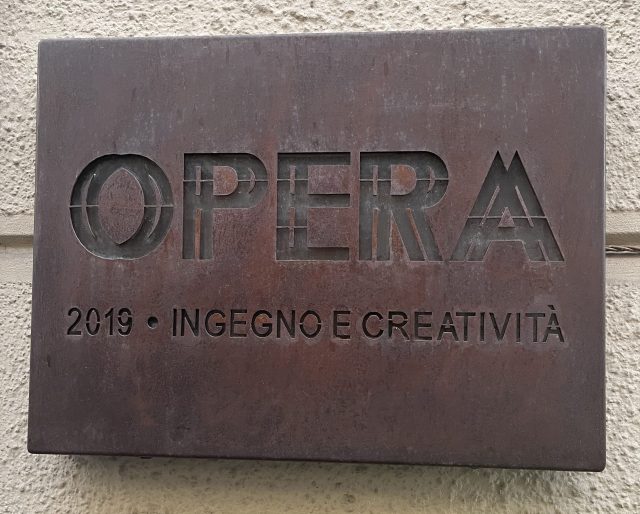 OPERA
2019 • INGEGNO E CREATIVITÀ